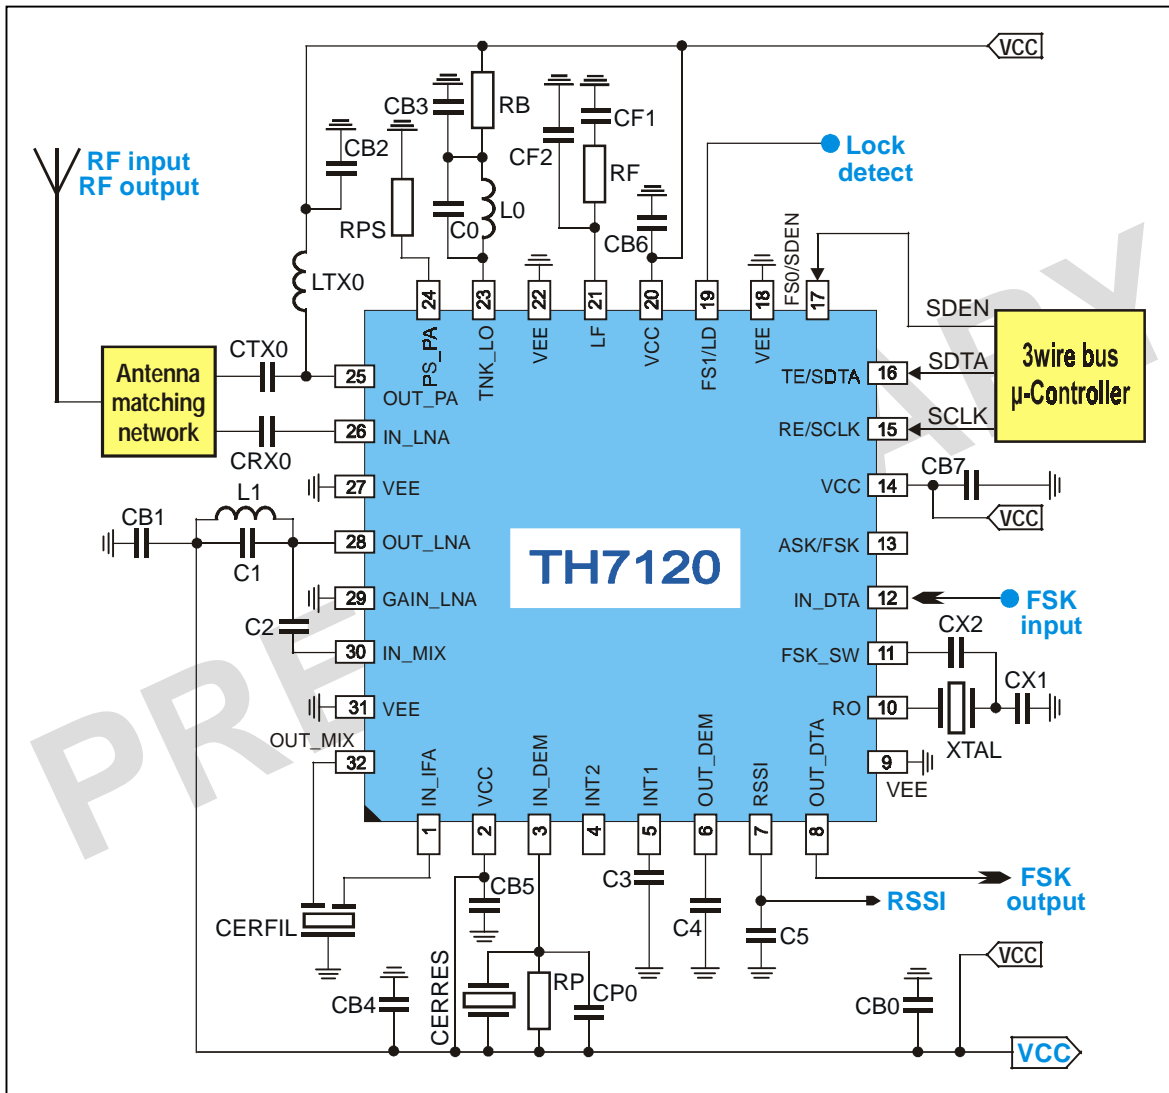 VCC
CB3
RB
CF1
CB2
CF2
Lock
detect
RF input
RF output
RF
RPS
C0
L0
CB6
FS0/SDEN
LTX0
24
23
22
21
20
19
18
17
SDEN
PS_PA
TNK_LO
VEE
LF
VCC
FS1/LD
VEE
CTX0
Antenna
matching
network
25
OUT_PA
TE/SDTA
16
SDTA
3wire bus
µ-Controller
26
IN_LNA
RE/SCLK
15
SCLK
CRX0
CB7
27
VEE
VCC
14
L1
CB1
VCC
28
OUT_LNA
ASK/FSK
13
C1
TH7120
29
GAIN_LNA
IN_DTA
12
FSK
input
C2
CX2
30
IN_MIX
FSK_SW
11
CX1
31
VEE
RO
10
OUT_MIX
XTAL
32
9
VEE
IN_IFA
VCC
IN_DEM
INT2
INT1
OUT_DEM
RSSI
OUT_DTA
1
2
3
4
5
6
7
8
CB5
C3
FSK
output
RSSI
CERFIL
C4
C5
CERRES
RP
CP0
CB4
CB0
VCC
VCC